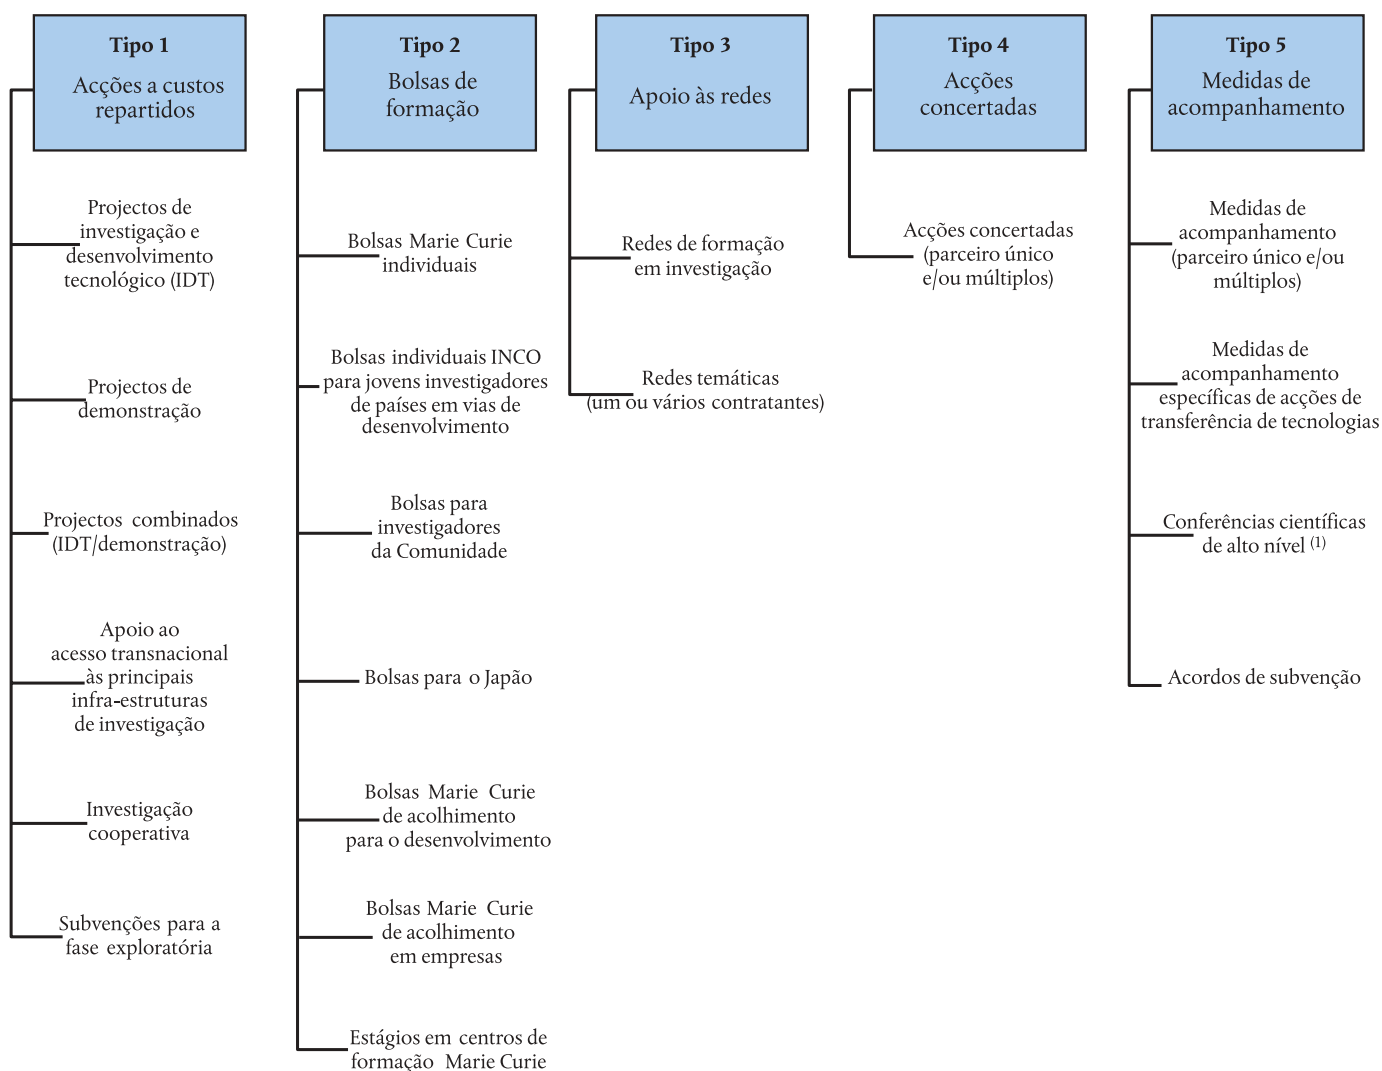 Tipo 1
Acções a custos
repartidos
Projectos de
investigação e
desenvolvimento
tecnológico (IDT)
Projectos de
demonstração
Projectos combinados
(IDT/demonstração)
Apoio ao
acesso transnacional
às principais
infra-estruturas
de investigação
Investigação
cooperativa
Subvenções para a
fase exploratória
Tipo 2
Bolsas de
formação
Bolsas Marie Curie
individuais
Bolsas individuais INCO
para jovens investigadores
de países em vias de
desenvolvimento
Bolsas para
investigadores
da Comunidade
Bolsas para o Japão
Bolsas Marie Curie
de acolhimento
para o desenvolvimento
Bolsas Marie Curie
de acolhimento
em empresas
Estágios em centros de
formação Marie Curie
Tipo 3
Apoio às redes
Redes de formação
em investigação
Redes temáticas
(um ou vários contratantes)
Tipo 4
Acções
concertadas
Acções concertadas
(parceiro único
e/ou múltiplos)
Tipo 5
Medidas de
acompanhamento
Medidas de
acompanhamento
(parceiro único e/ou
múltiplos)
Medidas de
acompanhamento
específicas de acções de
transferência de tecnologias
Conferências científicas
de alto nível (1)
Acordos de subvenção